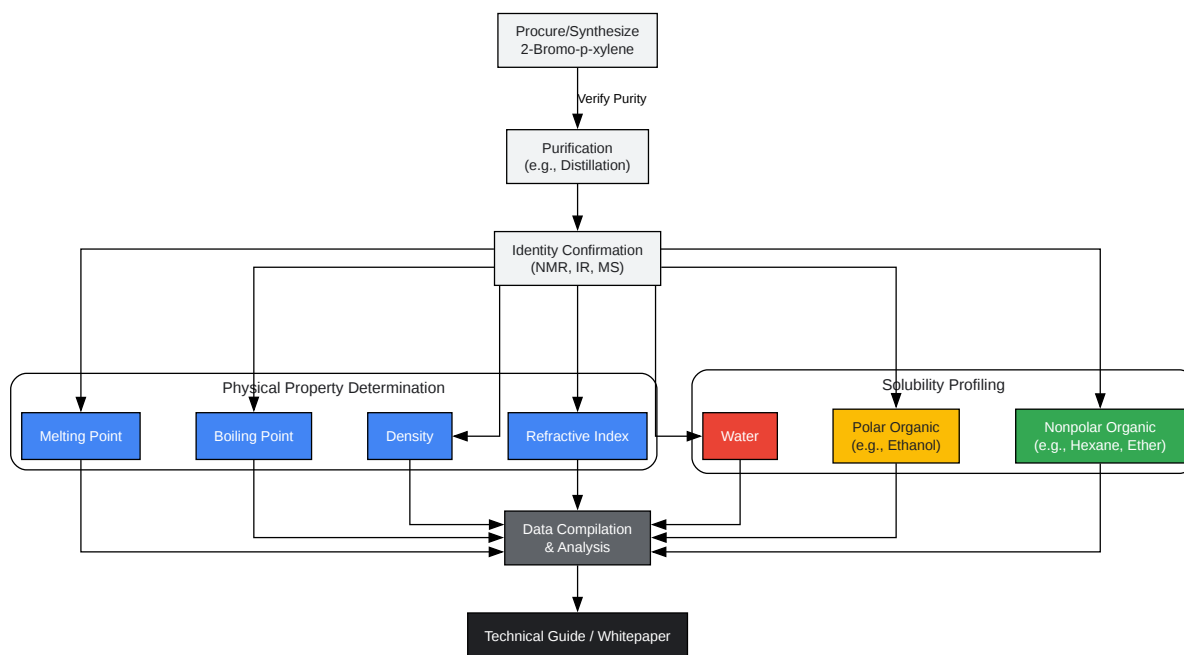 Procure/Synthesize
2-Bromo-p-xylene
Verify Purity
Purification
(e.g., Distillation)
Identity Confirmation
(NMR, IR, MS)
Physical Property Determination
Solubility Profiling
Melting Point
Boiling Point
Density
Refractive Index
Water
Polar Organic
(e.g., Ethanol)
Nonpolar Organic
(e.g., Hexane, Ether)
Data Compilation
& Analysis
Technical Guide / Whitepaper